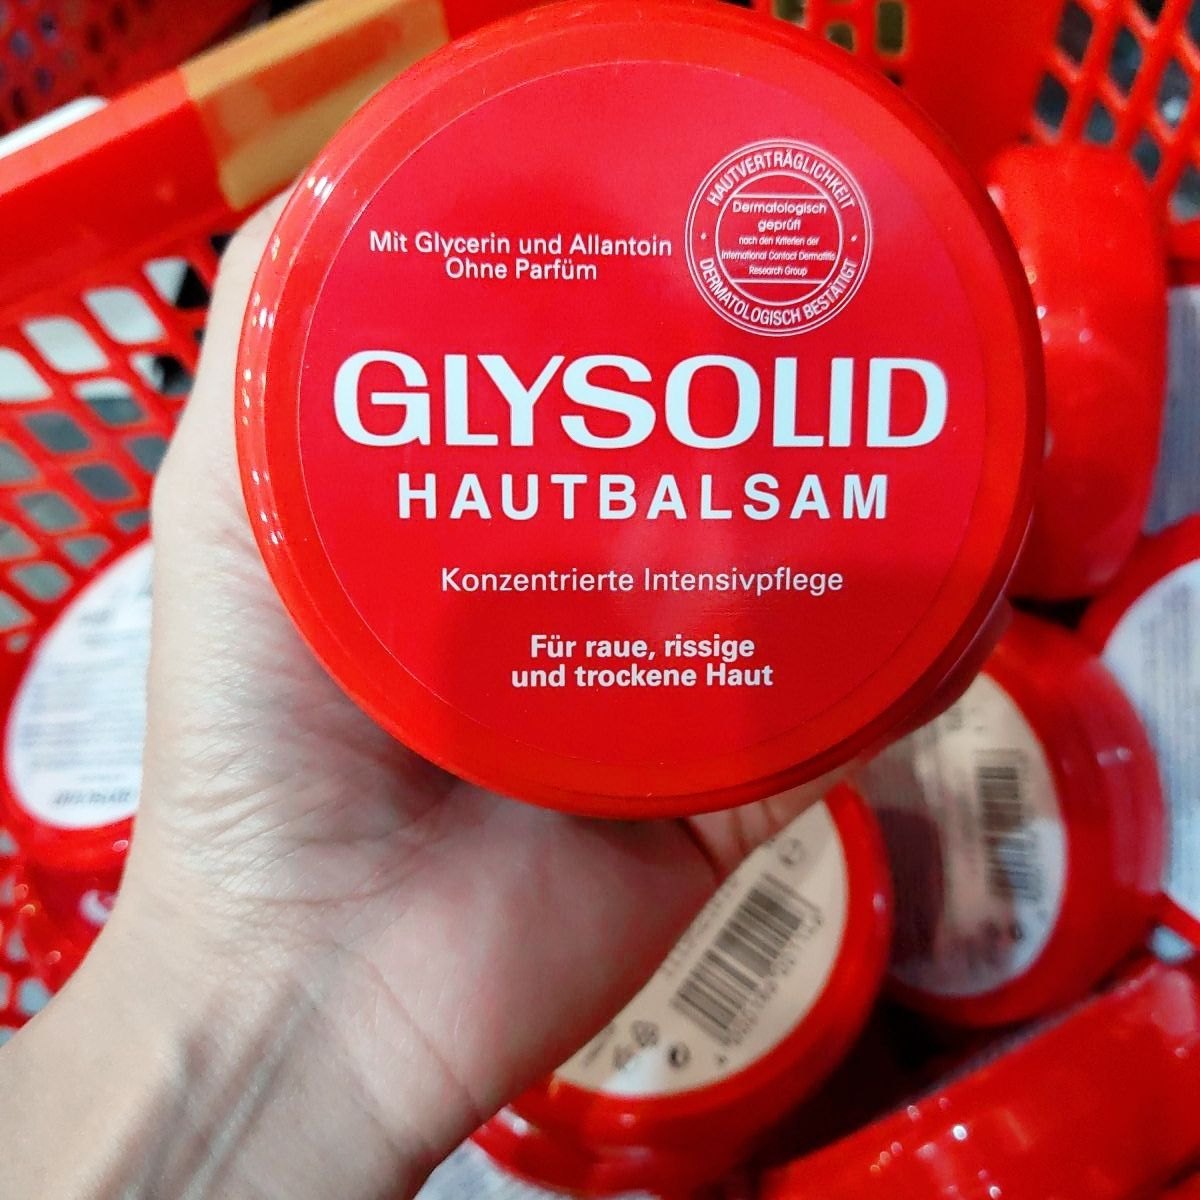 Mit Glycerin und Allantoin
Ohne Parfüm
HAUTVERTRÄGLICHKEIT
Dermatologisch
geprüft
nach den Kriterien der
International Contact Dermatitis
Research Group
DERMATOLOGISCH BESTÄTIGT
GLYSOLID
HAUTBALSAM
Konzentrierte Intensivpflege
Für raue, rissige
und trockene Haut